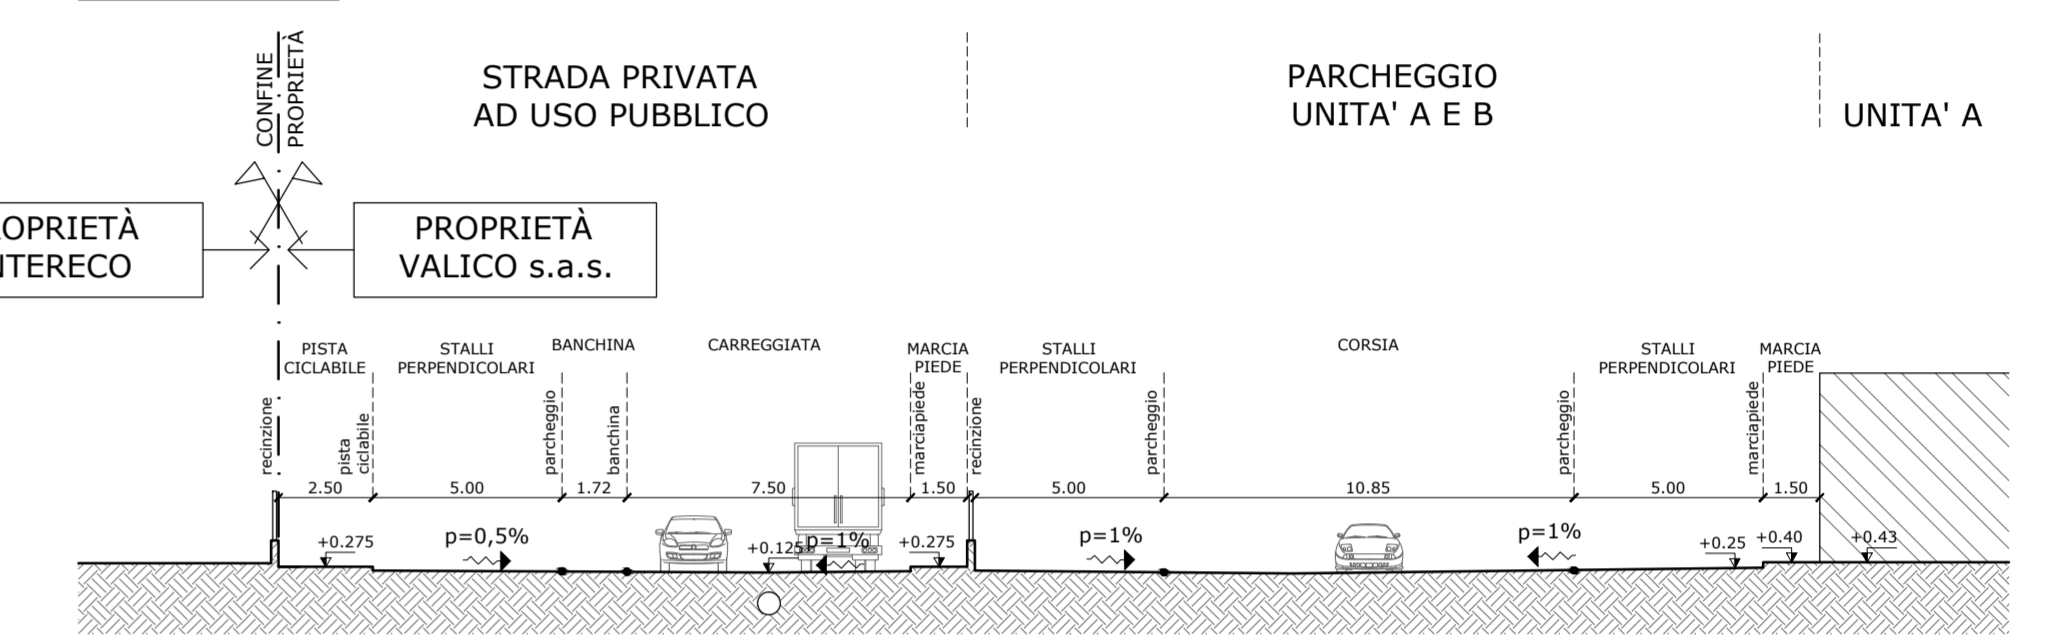 CONFINE
PROPRIETÀ
STRADA PRIVATA
AD USO PUBBLICO
PARCHEGGIO
UNITA' A E B
UNITA' A
OPRIETÀ
NTERECO
PROPRIETÀ
VALICO s.a.s.
PISTA
CICLABILE
STALLI
PERPENDICOLARI
BANCHINA
CARREGGIATA
MARCIA
PIEDE
STALLI
PERPENDICOLARI
CORSIA
STALLI
PERPENDICOLARI
MARCIA
PIEDE
recinzione
pista
ciclabile
parcheggio
banchina
marciapiede
recinzione
parcheggio
parcheggio
marciapiede
2.50
5.00
1.72
7.50
1.50
5.00
10.85
5.00
1.50
+0.275
p=0,5%
+0.125
p=1%
+0.275
p=1%
p=1%
+0.25
+0.40
+0.43